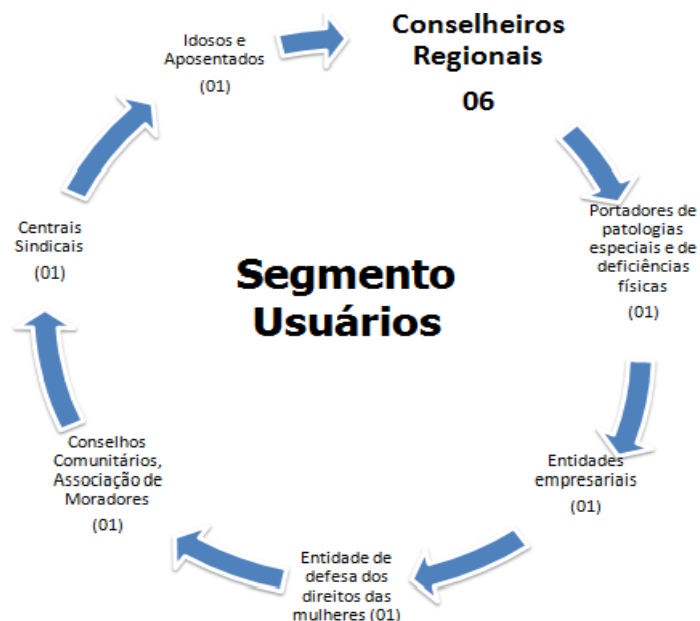 Conselheiros
Regionais
06
Portadores de
patologias
especiais e de
deficiências
físicas
(01)
Entidades
empresariais
(01)
Entidade de
defesa dos
direitos das
mulheres (01)
Conselhos
Comunitários,
Associação de
Moradores
(01)
Centrais
Sindicais
(01)
Idosos e
Aposentados
(01)
Segmento
Usuários